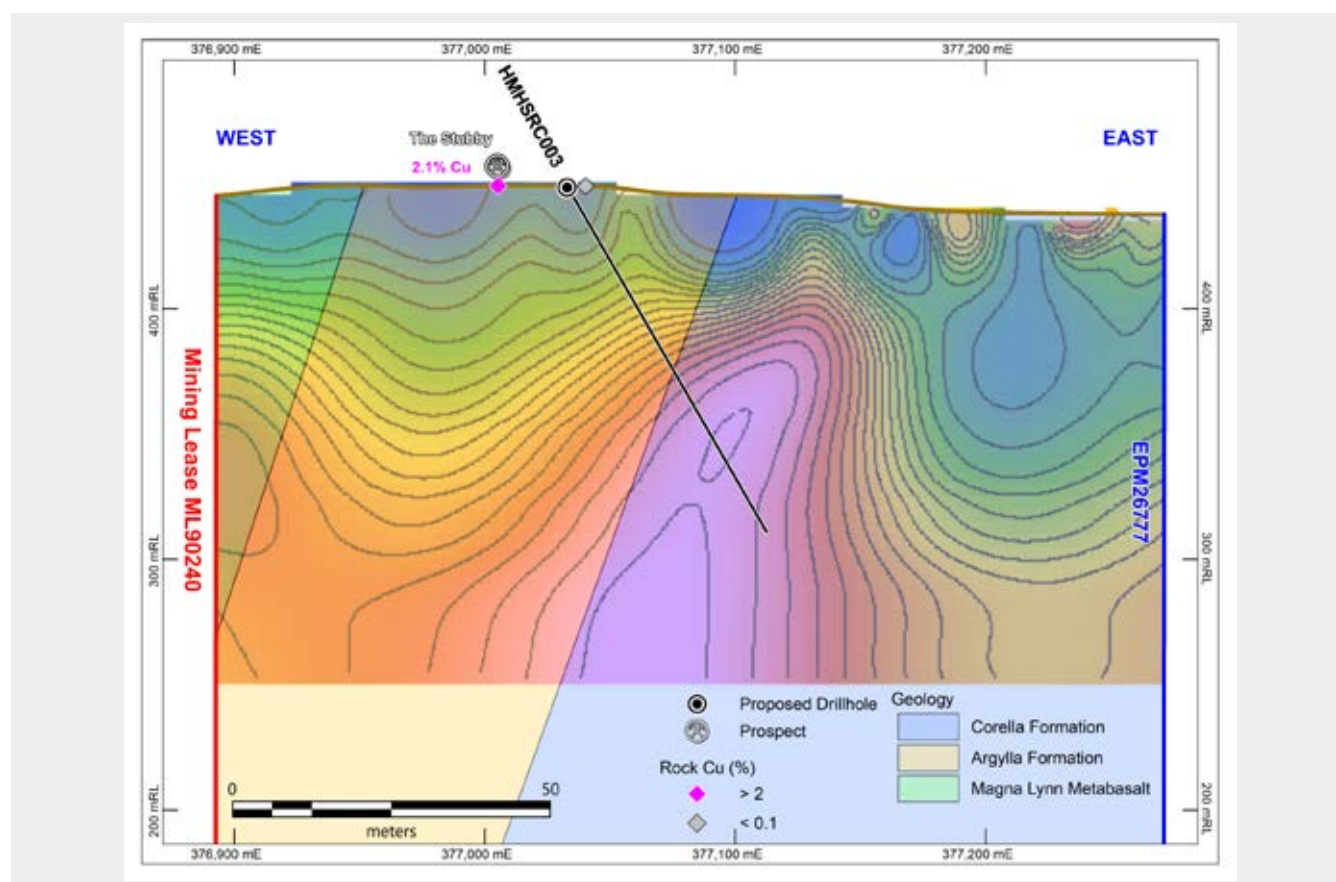 376,900 mE 377,000 mE 377,100 mE 377,200 mE
HMHSRC003
WEST
The Stubby
EAST
2.1% Cu
400 mRL
400 mRL
Mining Lease ML90240
EPM26777
300 mRL
300 mRL
Proposed Drillhole
Prospect
Rock Cu (%)
> 2
< 0.1
Geology
Corella Formation
Argylla Formation
Magna Lynn Metabasalt
0 50
meters
200 mRL
200 mRL
376,900 mE 377,000 mE 377,100 mE 377,200 mE